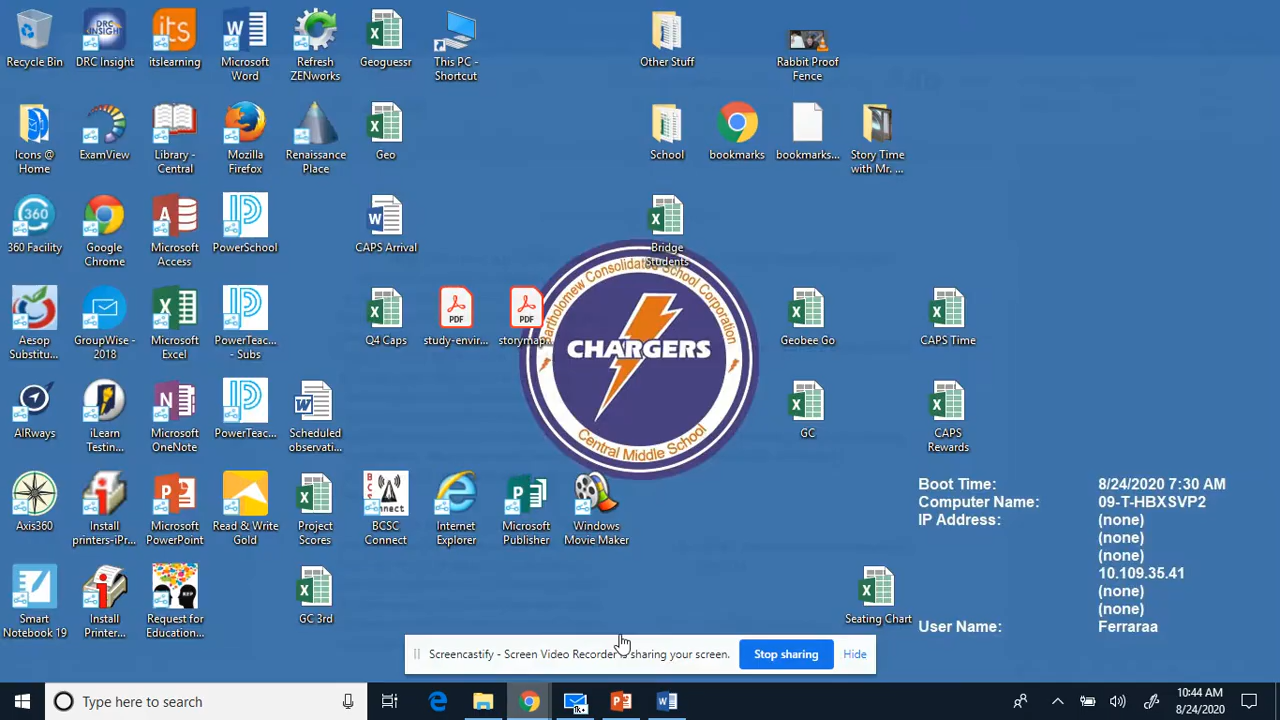 Recycle Bin
DRC Insight
itslearning
Microsoft
Word
Refresh
ZENworks
Geoguessr
This PC -
Shortcut
Other Stuff
Rabbit Proof
Fence
Icons @
Home
ExamView
Library -
Central
Mozilla
Firefox
Renaissance
Place
Geo
School
bookmarks
bookmarks...
Story Time
with Mr. ...
360 Facility
Google
Chrome
Microsoft
Access
PowerSchool
CAPS Arrival
Bridge
Students
Aesop
Substitu...
GroupWise -
2018
Microsoft
Excel
PowerTeac...
- Subs
Q4 Caps
study-envir...
storymap...
Geobee Go
CAPS Time
Bartholomew Consolidated School Corporation
CHARGERS
Central Middle School
AIRways
iLearn
Testin...
Microsoft
OneNote
PowerTeac...
Scheduled
observati...
GC
CAPS
Rewards
Axis360
Install
printers-iPr...
Microsoft
PowerPoint
Read & Write
Gold
Project
Scores
BCSC
Connect
Internet
Explorer
Microsoft
Publisher
Windows
Movie Maker
Boot Time: 8/24/2020 7:30 AM
Computer Name: 09-T-HBXSVP2
IP Address: (none)
(none)
(none)
10.109.35.41
(none)
(none)
User Name: Ferraraa
Smart
Notebook 19
Install
Printer...
Request for
Education...
GC 3rd
Seating Chart
Screencastify - Screen Video Recorder is sharing your screen. Stop sharing Hide
Type here to search
10:44 AM
8/24/2020